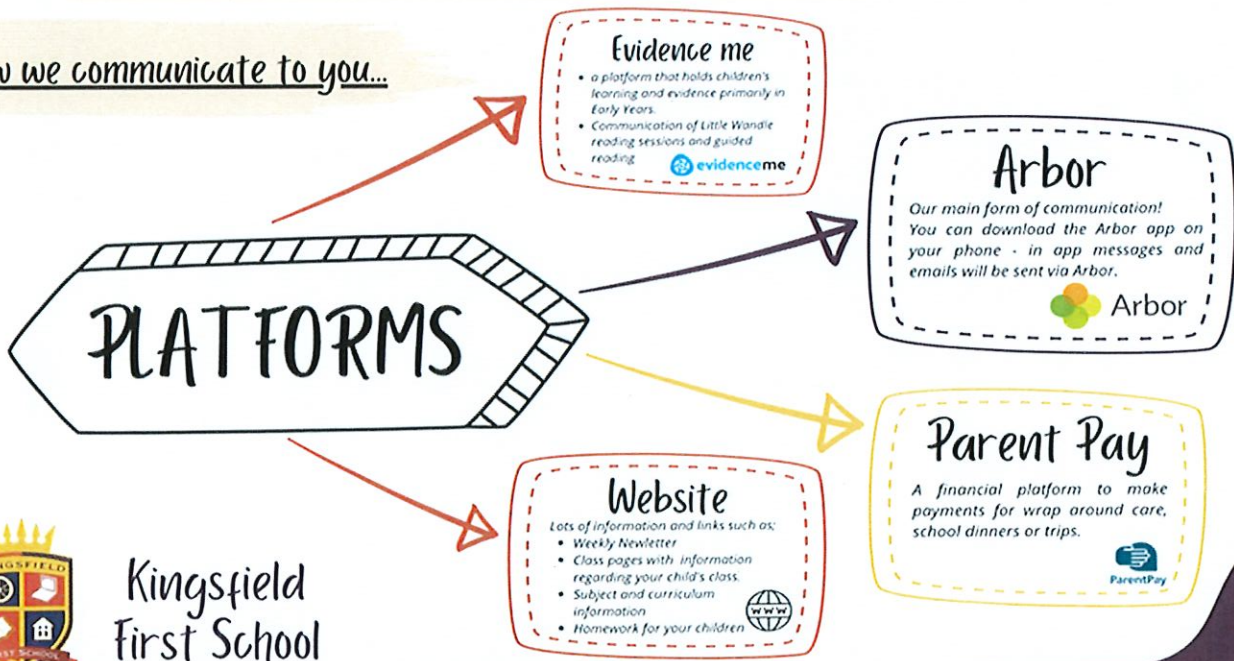 we communicate to you...
PLATFORMS
Evidence me
• a platform that holds children's
learning and evidence primarily in
Early Years.
• Communication of Little Wandle
reading sessions and guided
reading
evidenceme
Arbor
Our main form of communication!
You can download the Arbor app on
your phone - in app messages and
emails will be sent via Arbor.
Arbor
Parent Pay
A financial platform to make
payments for wrap around care,
school dinners or trips.
ParentPay
Website
Lots of information and links such as;
• Weekly Newletter
• Class pages with information
regarding your child's class.
• Subject and curriculum
information
• Homework for your children
WWW
Kingsfield
First School